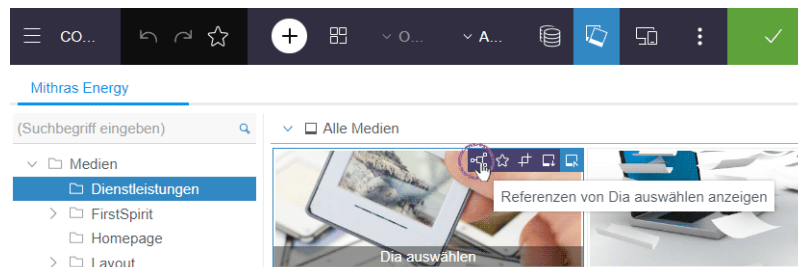 CO...
O...
A...
Mithras Energy
(Suchbegriff eingeben)
Alle Medien
Medien
Dienstleistungen
FirstSpirit
Homepage
Layout
Referenzen von Dia auswählen anzeigen
Dia auswählen